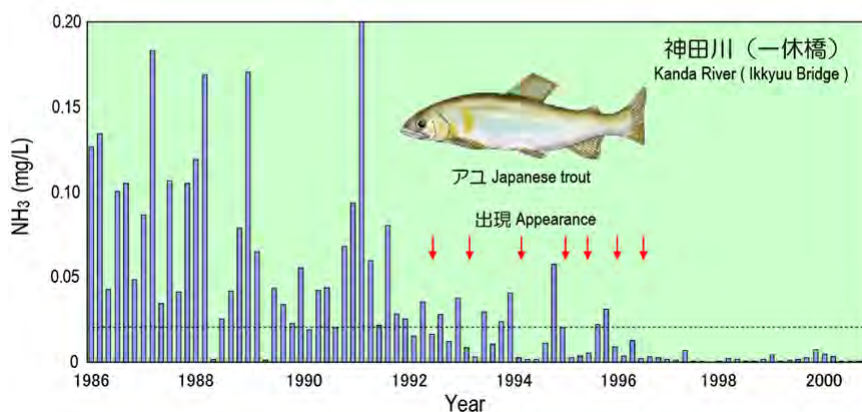 神田川（一休橋）
Kanda River ( Ikkyuu Bridge )
アユ Japanese trout
出現 Appearance
NH3 (mg/L)
0.20
0.15
0.10
0.05
0
1986
1988
1990
1992
1994
1996
1998
2000
Year